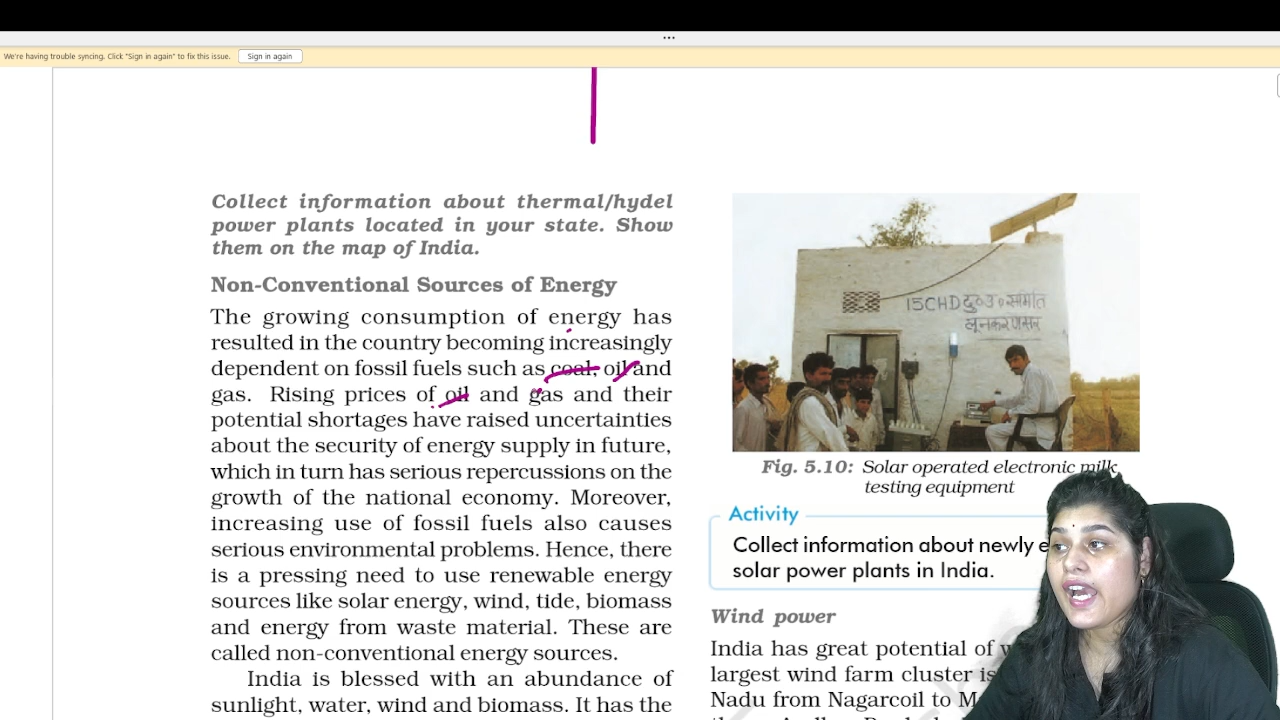 We're having trouble syncing. Click "Sign in again" to fix this issue.
Sign in again
Collect information about thermal/hydel
power plants located in your state. Show
them on the map of India.
Non-Conventional Sources of Energy
The growing consumption of energy has
resulted in the country becoming increasingly
dependent on fossil fuels such as coal, oil and
gas. Rising prices of oil and gas and their
potential shortages have raised uncertainties
about the security of energy supply in future,
which in turn has serious repercussions on the
growth of the national economy. Moreover,
increasing use of fossil fuels also causes
serious environmental problems. Hence, there
is a pressing need to use renewable energy
sources like solar energy, wind, tide, biomass
and energy from waste material. These are
called non-conventional energy sources.
India is blessed with an abundance of
sunlight, water, wind and biomass. It has the
15CHD दु०उ०समिति
लूनकरणसर
Fig. 5.10: Solar operated electronic milk
testing equipment
Activity
Collect information about newly
solar power plants in India.
Wind power
India has great potential of
largest wind farm cluster is
Nadu from Nagarcoil to